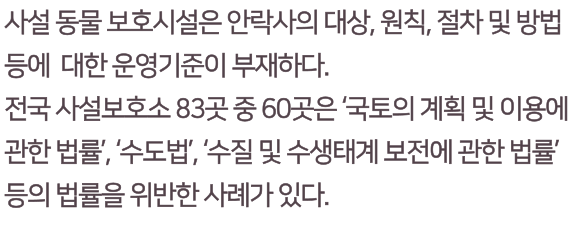 사설 동물 보호시설은 안락사의 대상, 원칙, 절차 및 방법
등에 대한 운영기준이 부재하다.
전국 사설보호소 83곳 중 60곳은 ‘국토의 계획 및 이용에
관한 법률’, ‘수도법’, ‘수질 및 수생태계 보전에 관한 법률’
등의 법률을 위반한 사례가 있다.